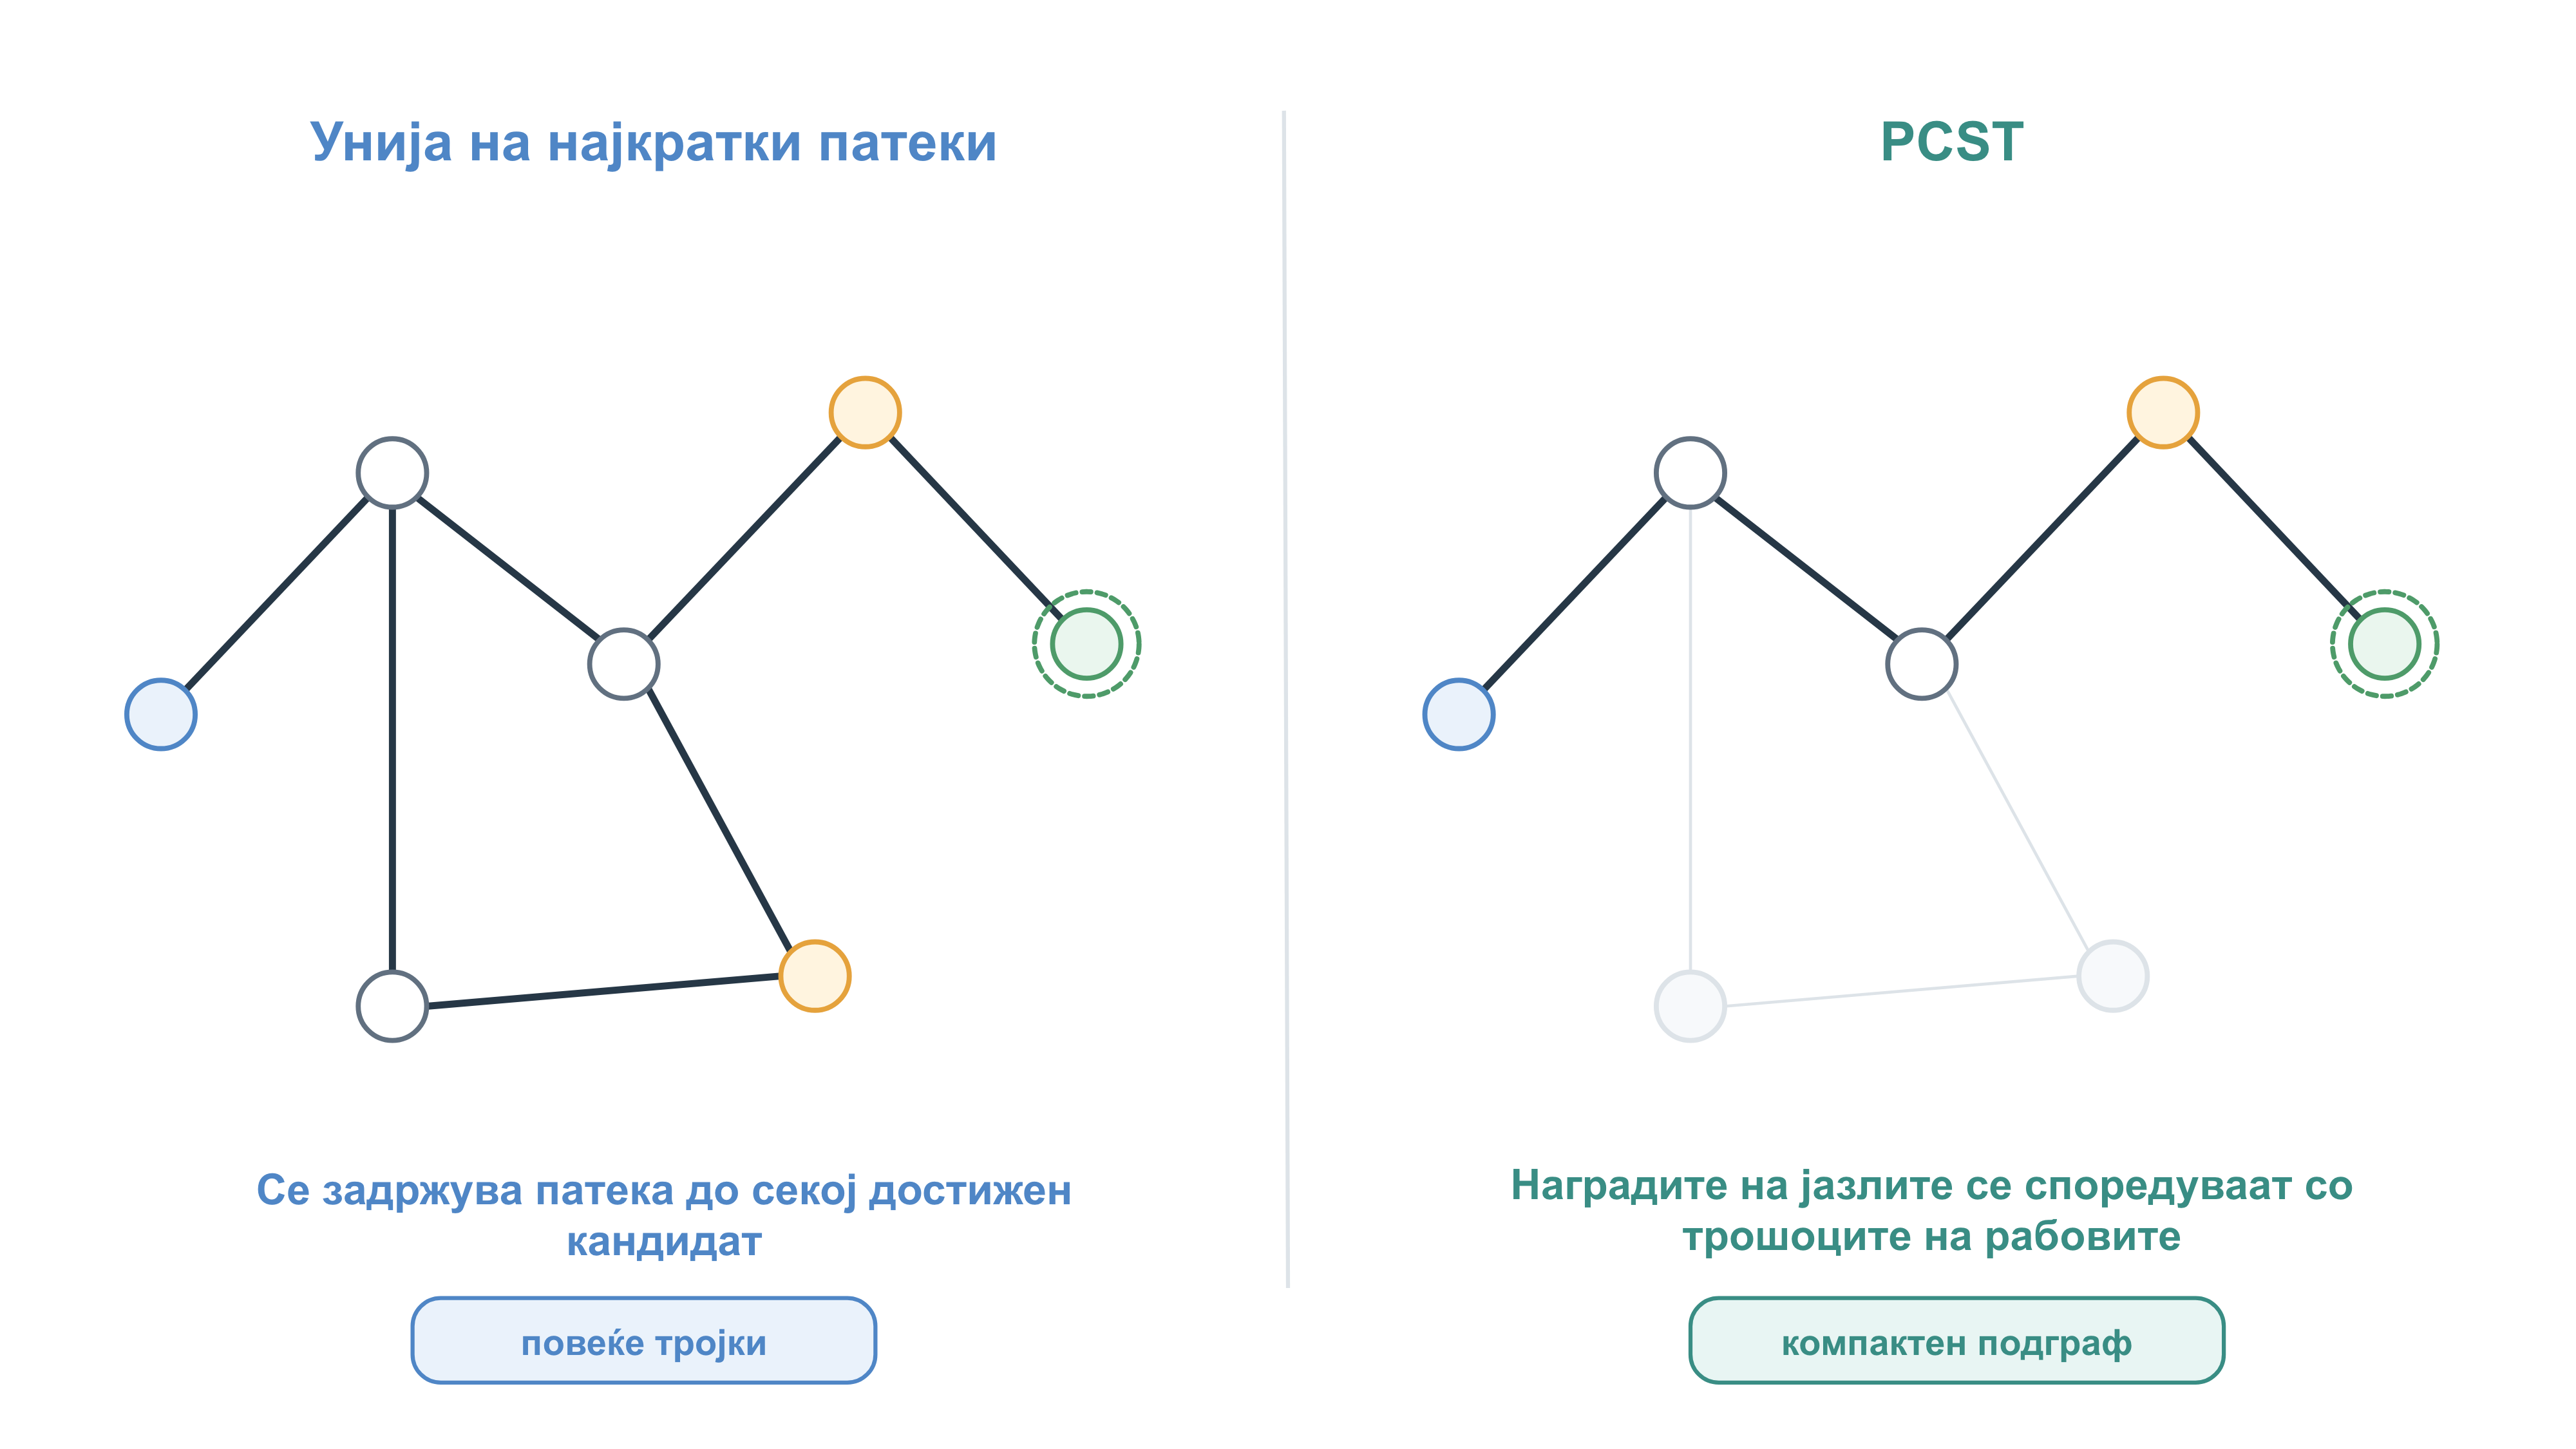 Унија на најкратки патеки
Се задржува патека до секој достижен
кандидат
повеќе тројки
PCST
Наградите на јазлите се споредуваат со
трошоците на рабовите
компактен подграф